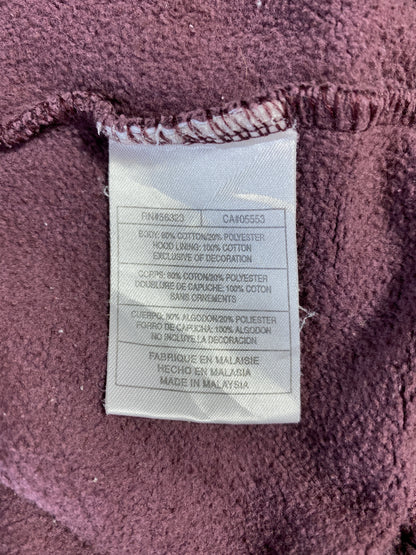 RN#56323 CA#05553
BODY: 80% COTTON/20% POLYESTER
HOOD LINING: 100% COTTON
EXCLUSIVE OF DECORATION
CORPS: 80% COTON/20% POLYESTER
DOUBLURE DE CAPUCHE: 100% COTON
SANS ORNEMENTS
CUERPO: 80% ALGODON/20% POLIESTER
FORRO DE CAPUCHA: 100% ALGODON
NO INCLUYE LA DECORACION
FABRIQUE EN MALAISIE
HECHO EN MALASIA
MADE IN MALAYSIA